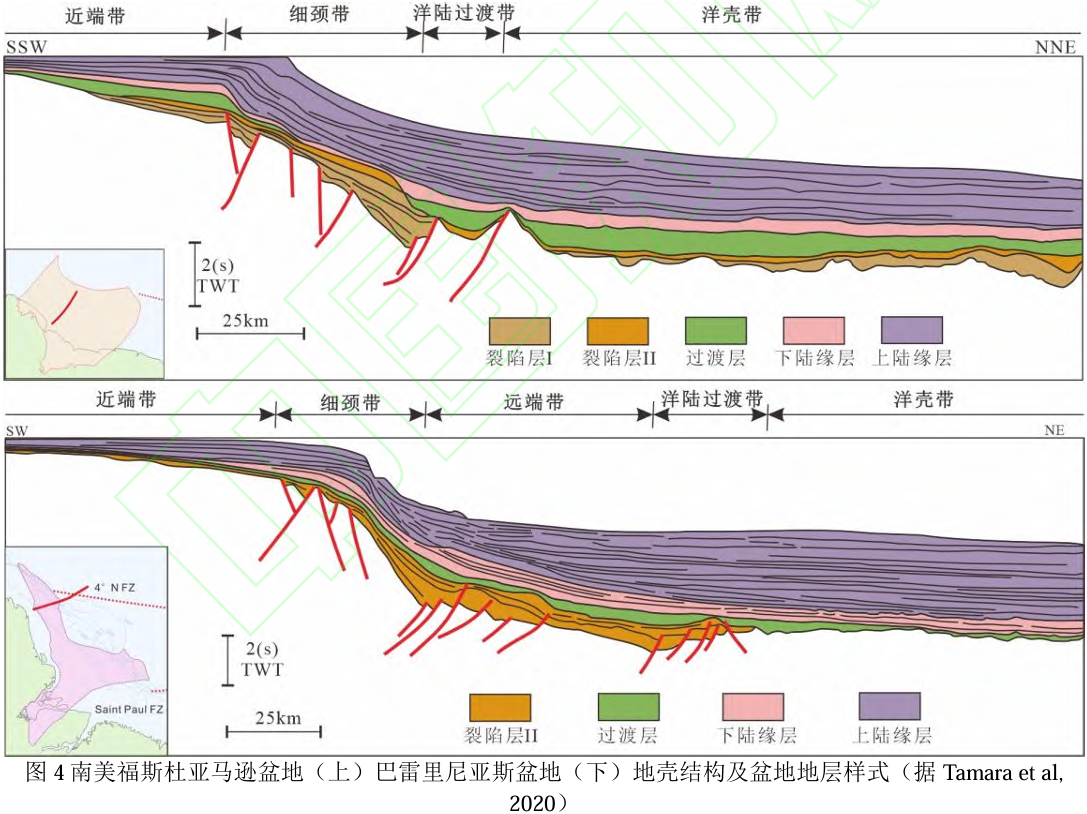 近端带 细颈带 洋陆过渡带 洋壳带
SSW NNE
2(s)
TWT
25km
裂陷层I 裂陷层II 过渡层 下陆缘层 上陆缘层
近端带 细颈带 远端带 洋陆过渡带 洋壳带
SW NE
4° N FZ
2(s)
TWT
Saint Paul FZ
25km
裂陷层II 过渡层 下陆缘层 上陆缘层
图 4 南美福斯杜亚马逊盆地（上）巴雷里尼亚斯盆地（下）地壳结构及盆地地层样式（据 Tamara et al,
2020）